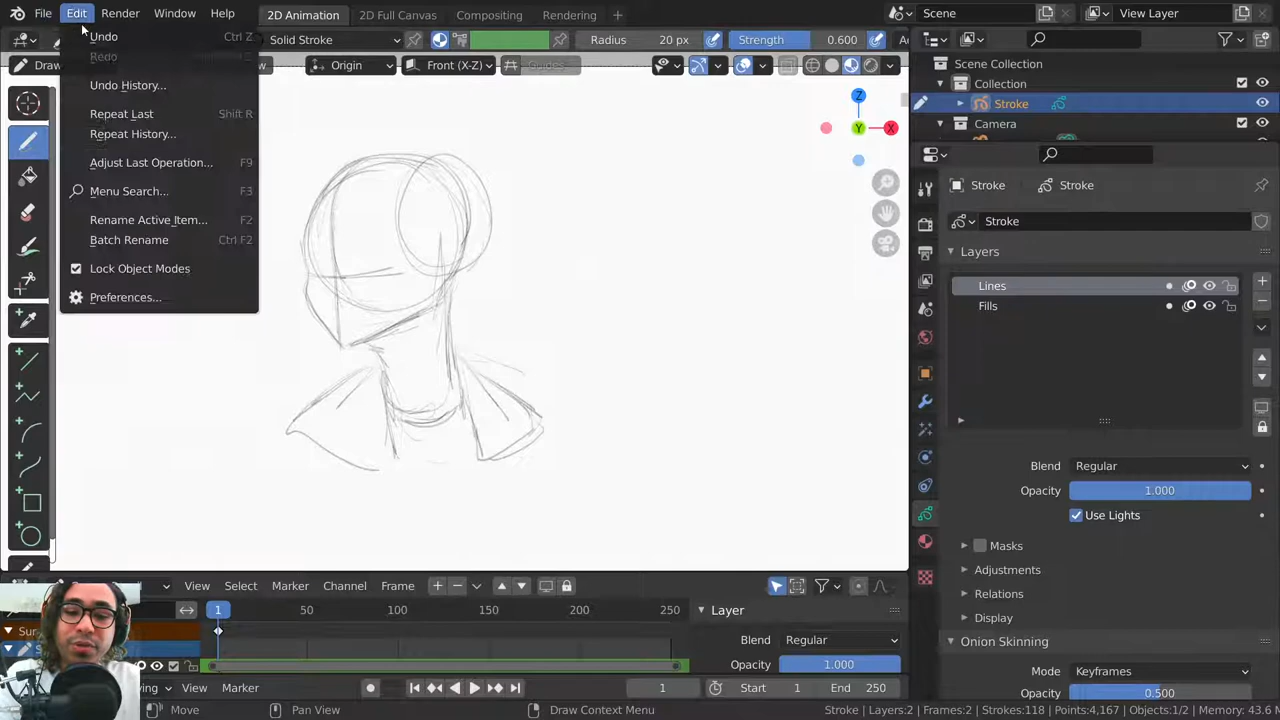 File Edit Render Window Help 2D Animation 2D Full Canvas Compositing Rendering + Scene View Layer
Solid Stroke Radius 20 px Strength 0.600
Draw Origin Front (X-Z) Guides
Undo Ctrl Z
Redo
Undo History...
Repeat Last Shift R
Repeat History...
Adjust Last Operation... F9
Menu Search... F3
Rename Active Item... F2
Batch Rename Ctrl F2
Lock Object Modes
Preferences...
Z
Y
X
Scene Collection
Collection
Stroke
Camera
Stroke Stroke
Stroke
Layers
Lines
Fills
Blend Regular
Opacity 1.000
Use Lights
Masks
Adjustments
Relations
Display
Onion Skinning
Mode Keyframes
Opacity 0.500
View Select Marker Channel Frame
1 50 100 150 200 250
Layer
Blend Regular
Opacity 1.000
View Marker 1 Start 1 End 250
Move Pan View Draw Context Menu Stroke | Layers:2 | Frames:2 | Strokes:118 | Points:4,167 | Objects:1/2 | Memory: 43.6